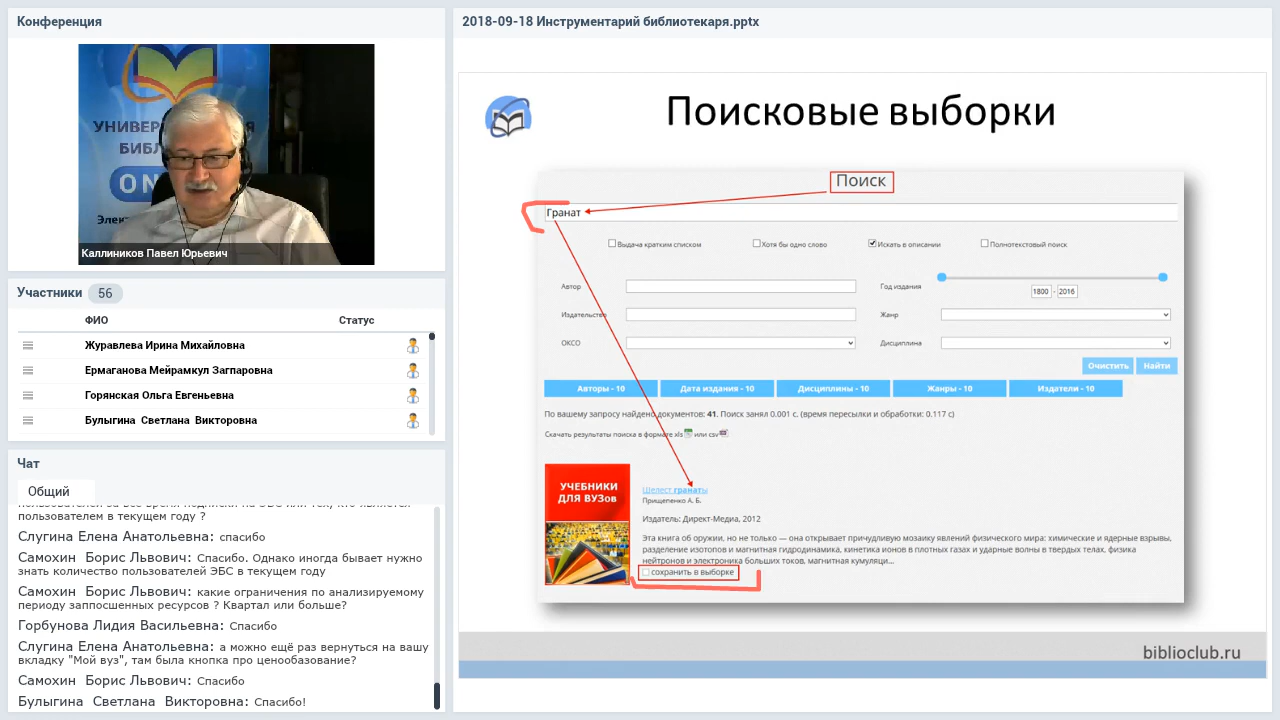 Конференция
УНИВЕР
БИБЛ
ON
Каллиников Павел Юрьевич
Участники 56
ФИО Статус
Журавлева Ирина Михайловна
Ермаганова Мейрамкул Загпаровна
Горянская Ольга Евгеньевна
Булыгина Светлана Викторовна
Чат
Общий
пользователем в текущем году ?
Слугина Елена Анатольевна: спасибо
Самохин Борис Львович: Спасибо. Однако иногда бывает нужно
знать количество пользователей ЭБС в текущем году
Самохин Борис Львович: какие ограничения по анализируемому
периоду заппосшенных ресурсов ? Квартал или больше?
Горбунова Лидия Васильевна: Спасибо
Слугина Елена Анатольевна: а можно ещё раз вернуться на вашу
вкладку "Мой вуз", там была кнопка про ценообазование?
Самохин Борис Львович: Спасибо
Булыгина Светлана Викторовна: Спасибо!
2018-09-18 Инструментарий библиотекаря.pptx
Поисковые выборки
Поиск
Гранат
Выдача кратким списком Хотя бы одно слово Искать в описании Полнотекстовый поиск
Автор Год издания
1800 - 2016
Издательство Жанр
ОКСО Дисциплина
Очистить Найти
Авторы - 10 Дата издания - 10 Дисциплины - 10 Жанры - 10 Издатели - 10
По вашему запросу найдено документов: 41. Поиск занял 0.001 с. (время пересылки и обработки: 0.117 с)
Скачать результаты поиска в формате xls или csv
УЧЕБНИКИ
ДЛЯ ВУЗов
Шелест гранаты
Прищепенко А. Б.
Издатель: Директ-Медиа, 2012
Эта книга об оружии, но не только — она открывает причудливую мозаику явлений физического мира: химические и ядерные взрывы,
разделение изотопов и магнитная гидродинамика, кинетика ионов в плотных газах и ударные волны в твердых телах, физика
нейтронов и электроника больших токов, магнитная кумуляци...
сохранить в выборке
biblioclub.ru